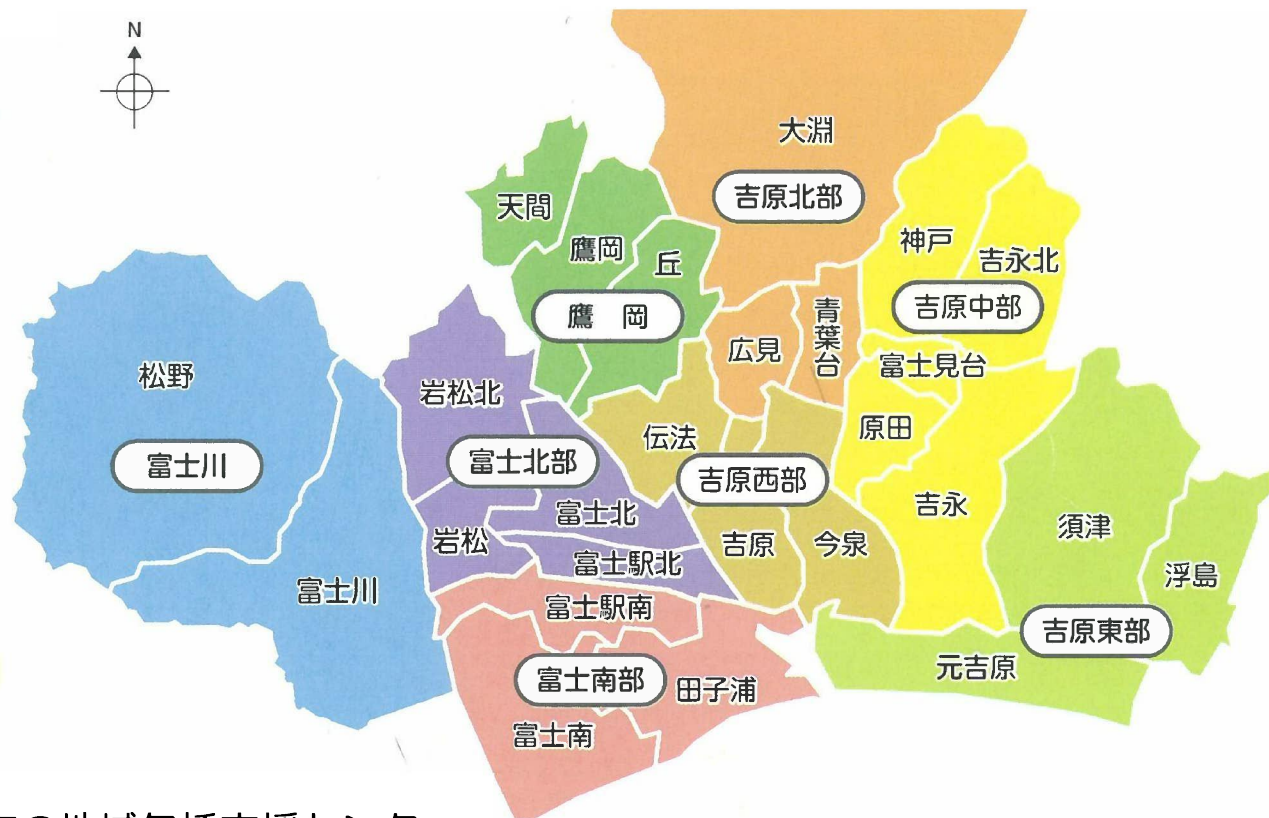 N
大淵
吉原北部
天間
鷹岡
丘
鷹 岡
神戸
吉永北
吉原中部
広見
青葉台
富士見台
松野
富士川
岩松北
富士北部
伝法
吉原西部
原田
吉永
須津
浮島
吉原東部
富士北
岩松
富士駅北
吉原
今泉
富士川
富士駅南
元吉原
富士南部
田子浦
富士南